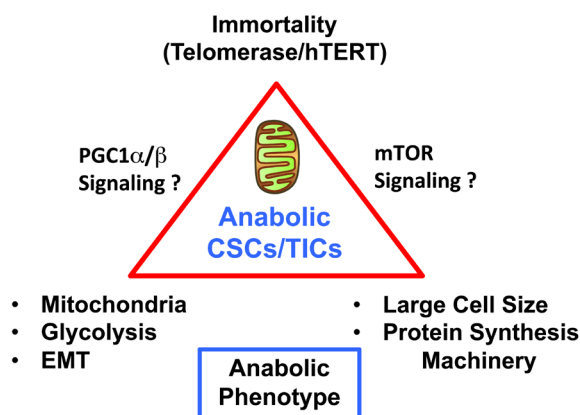 Immortality
(Telomerase/hTERT)
PGC1α/β
Signaling ?
mTOR
Signaling ?
Anabolic
CSCs/TICs
• Mitochondria
• Glycolysis
• EMT
• Large Cell Size
• Protein Synthesis
Machinery
Anabolic
Phenotype